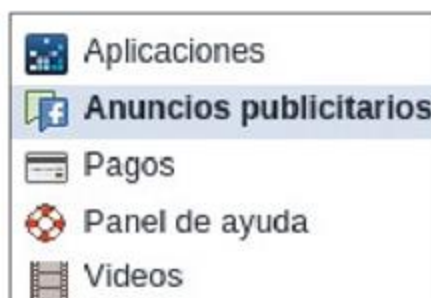 Aplicaciones
Anuncios publicitarios
Pagos
Panel de ayuda
Videos